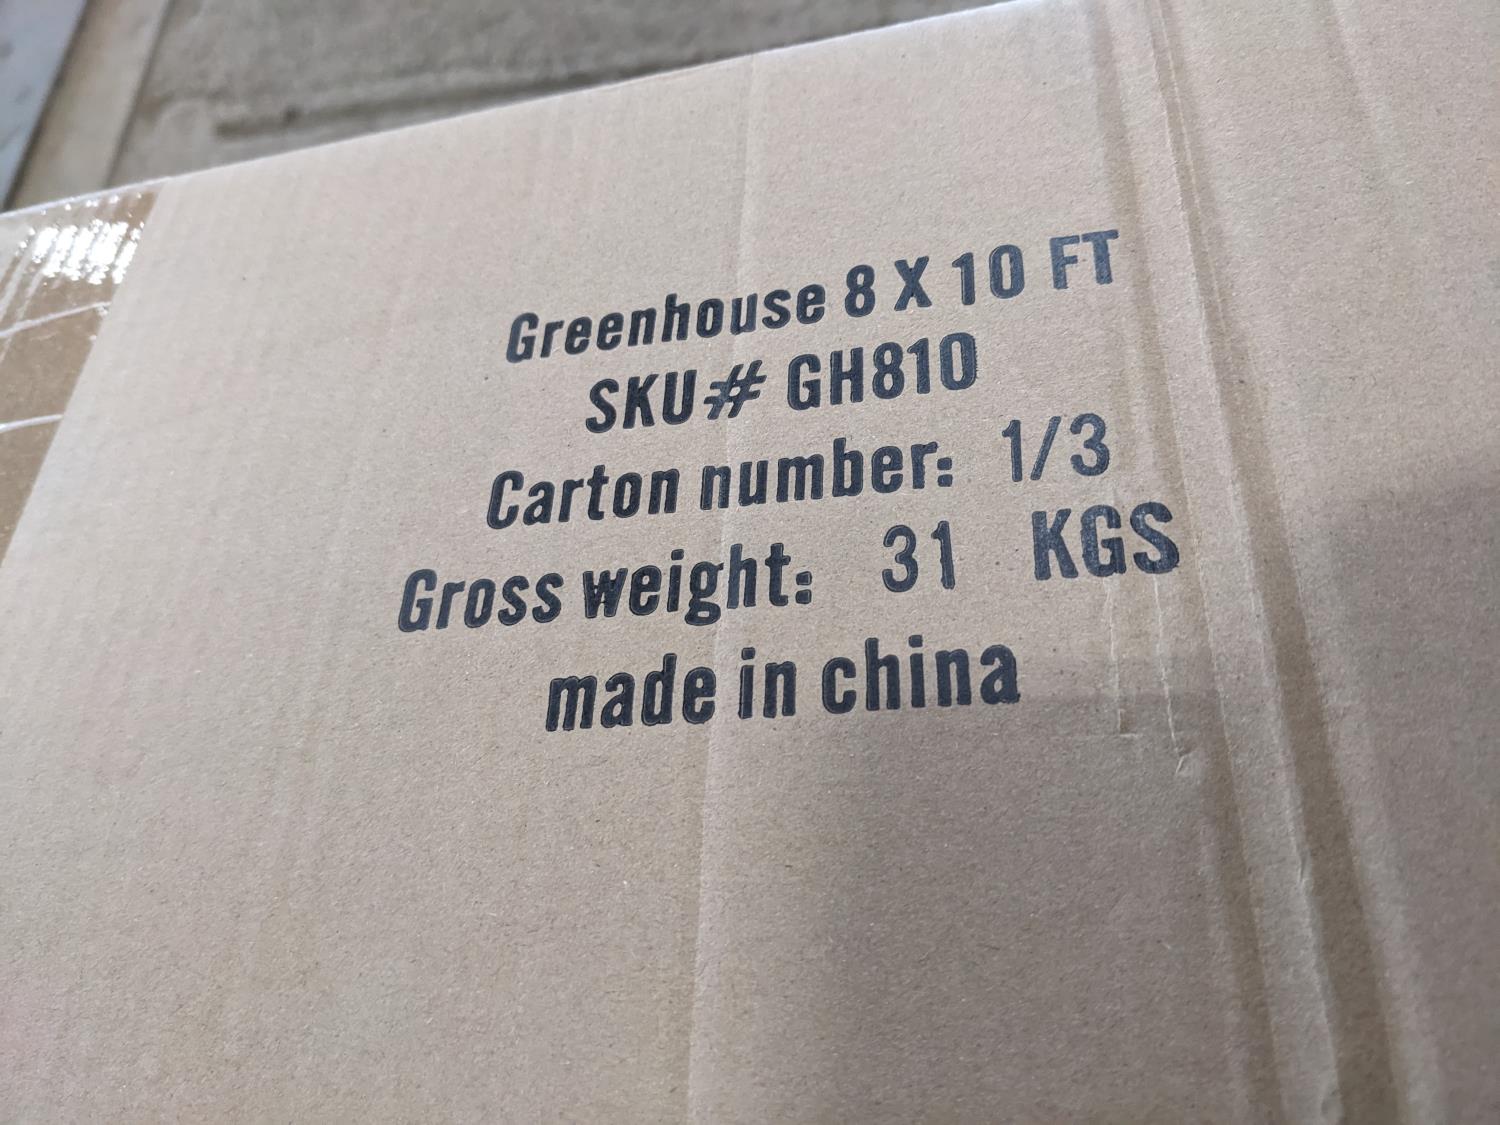 Greenhouse 8 X 10 FT
SKU# GH810
Carton number: 1/3
Gross weight: 31 KGS
made in china